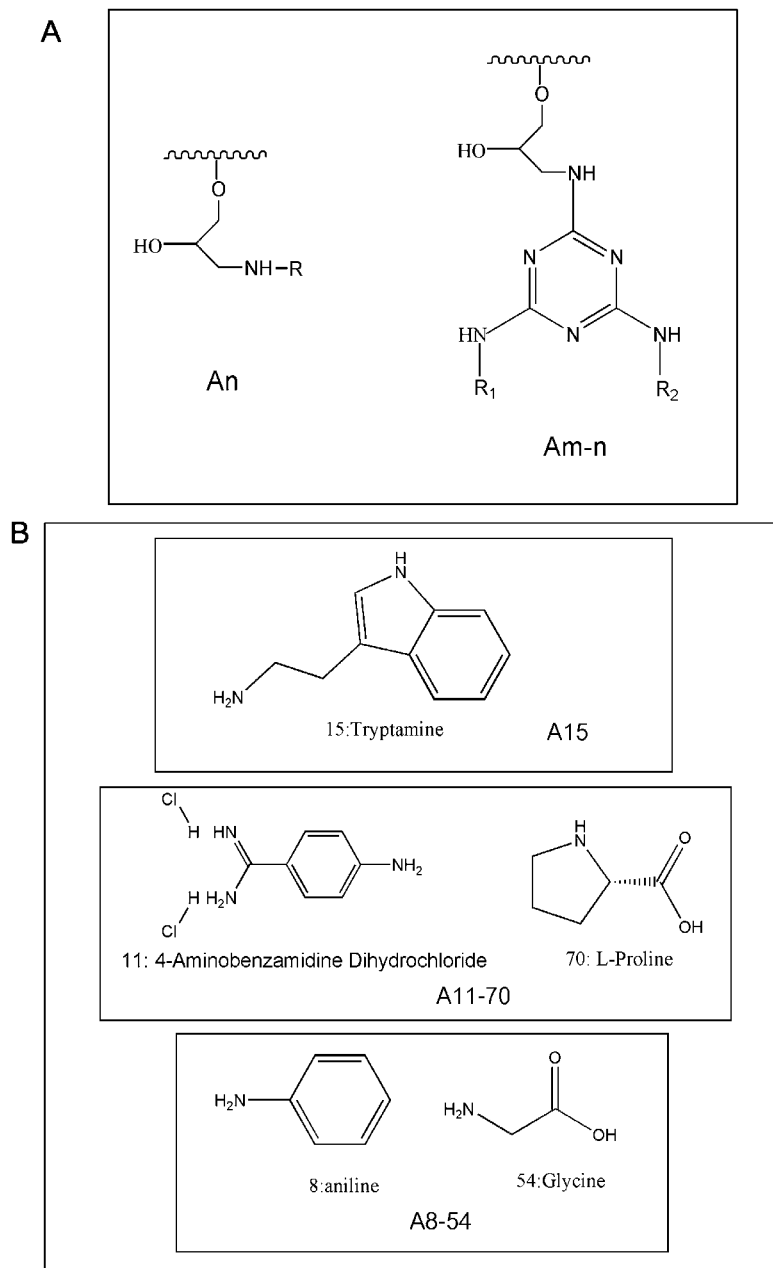 A
O
HO
NH
R
An
O
HO
NH
N
N
N
HN
NH
R1
R2
Am-n
B
H
N
H2N
15:Tryptamine
A15
Cl
H
HN
NH2
H
H2N
Cl
11: 4-Aminobenzamidine Dihydrochloride
H
N
O
OH
70: L-Proline
A11-70
H2N
8:aniline
O
H2N
OH
54:Glycine
A8-54